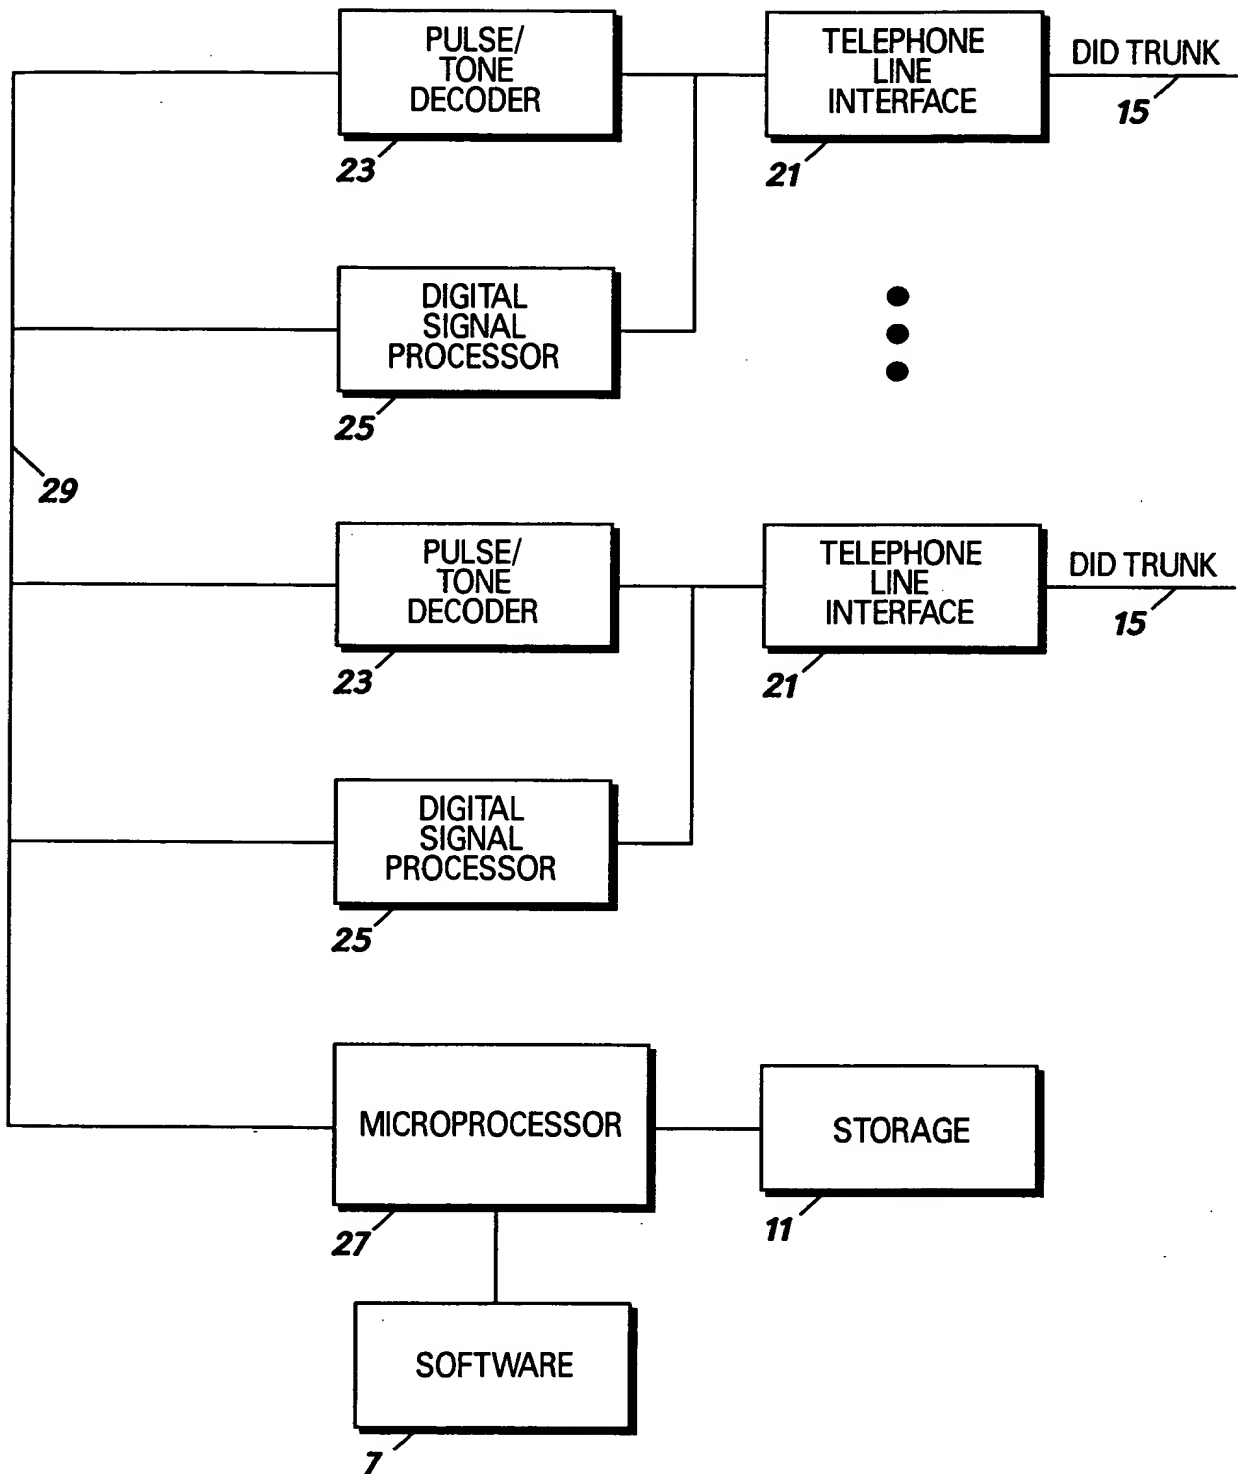 PULSE/
TONE
DECODER
23
TELEPHONE
LINE
INTERFACE
21
DID TRUNK
15
DIGITAL
SIGNAL
PROCESSOR
25
29
PULSE/
TONE
DECODER
23
TELEPHONE
LINE
INTERFACE
21
DID TRUNK
15
DIGITAL
SIGNAL
PROCESSOR
25
MICROPROCESSOR
27
STORAGE
11
SOFTWARE
7